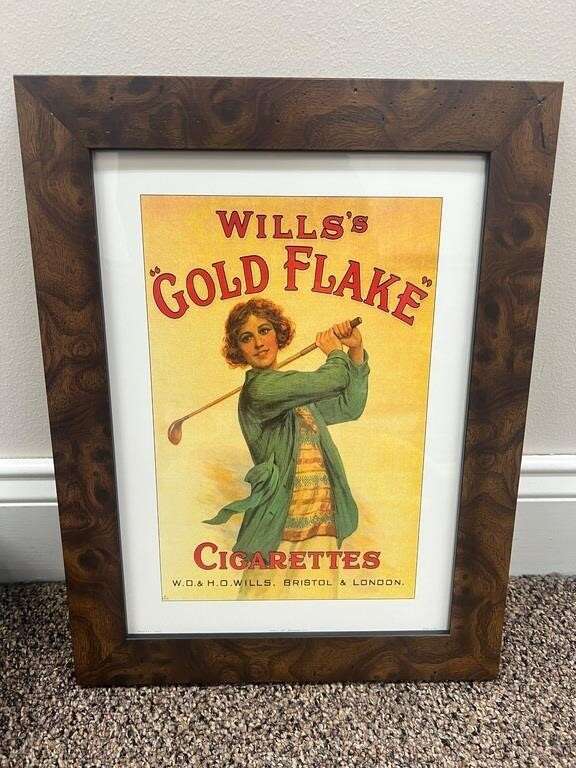 WILLS'S
"GOLD FLAKE"
CIGARETTES
W.D. & H.O. WILLS. BRISTOL & LONDON.